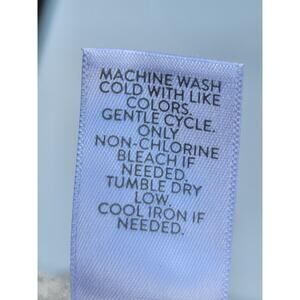 MACHINE WASH
COLD WITH LIKE
COLORS.
GENTLE CYCLE.
ONLY
NON-CHLORINE
BLEACH IF
NEEDED.
TUMBLE DRY
LOW.
COOL IRON IF
NEEDED.